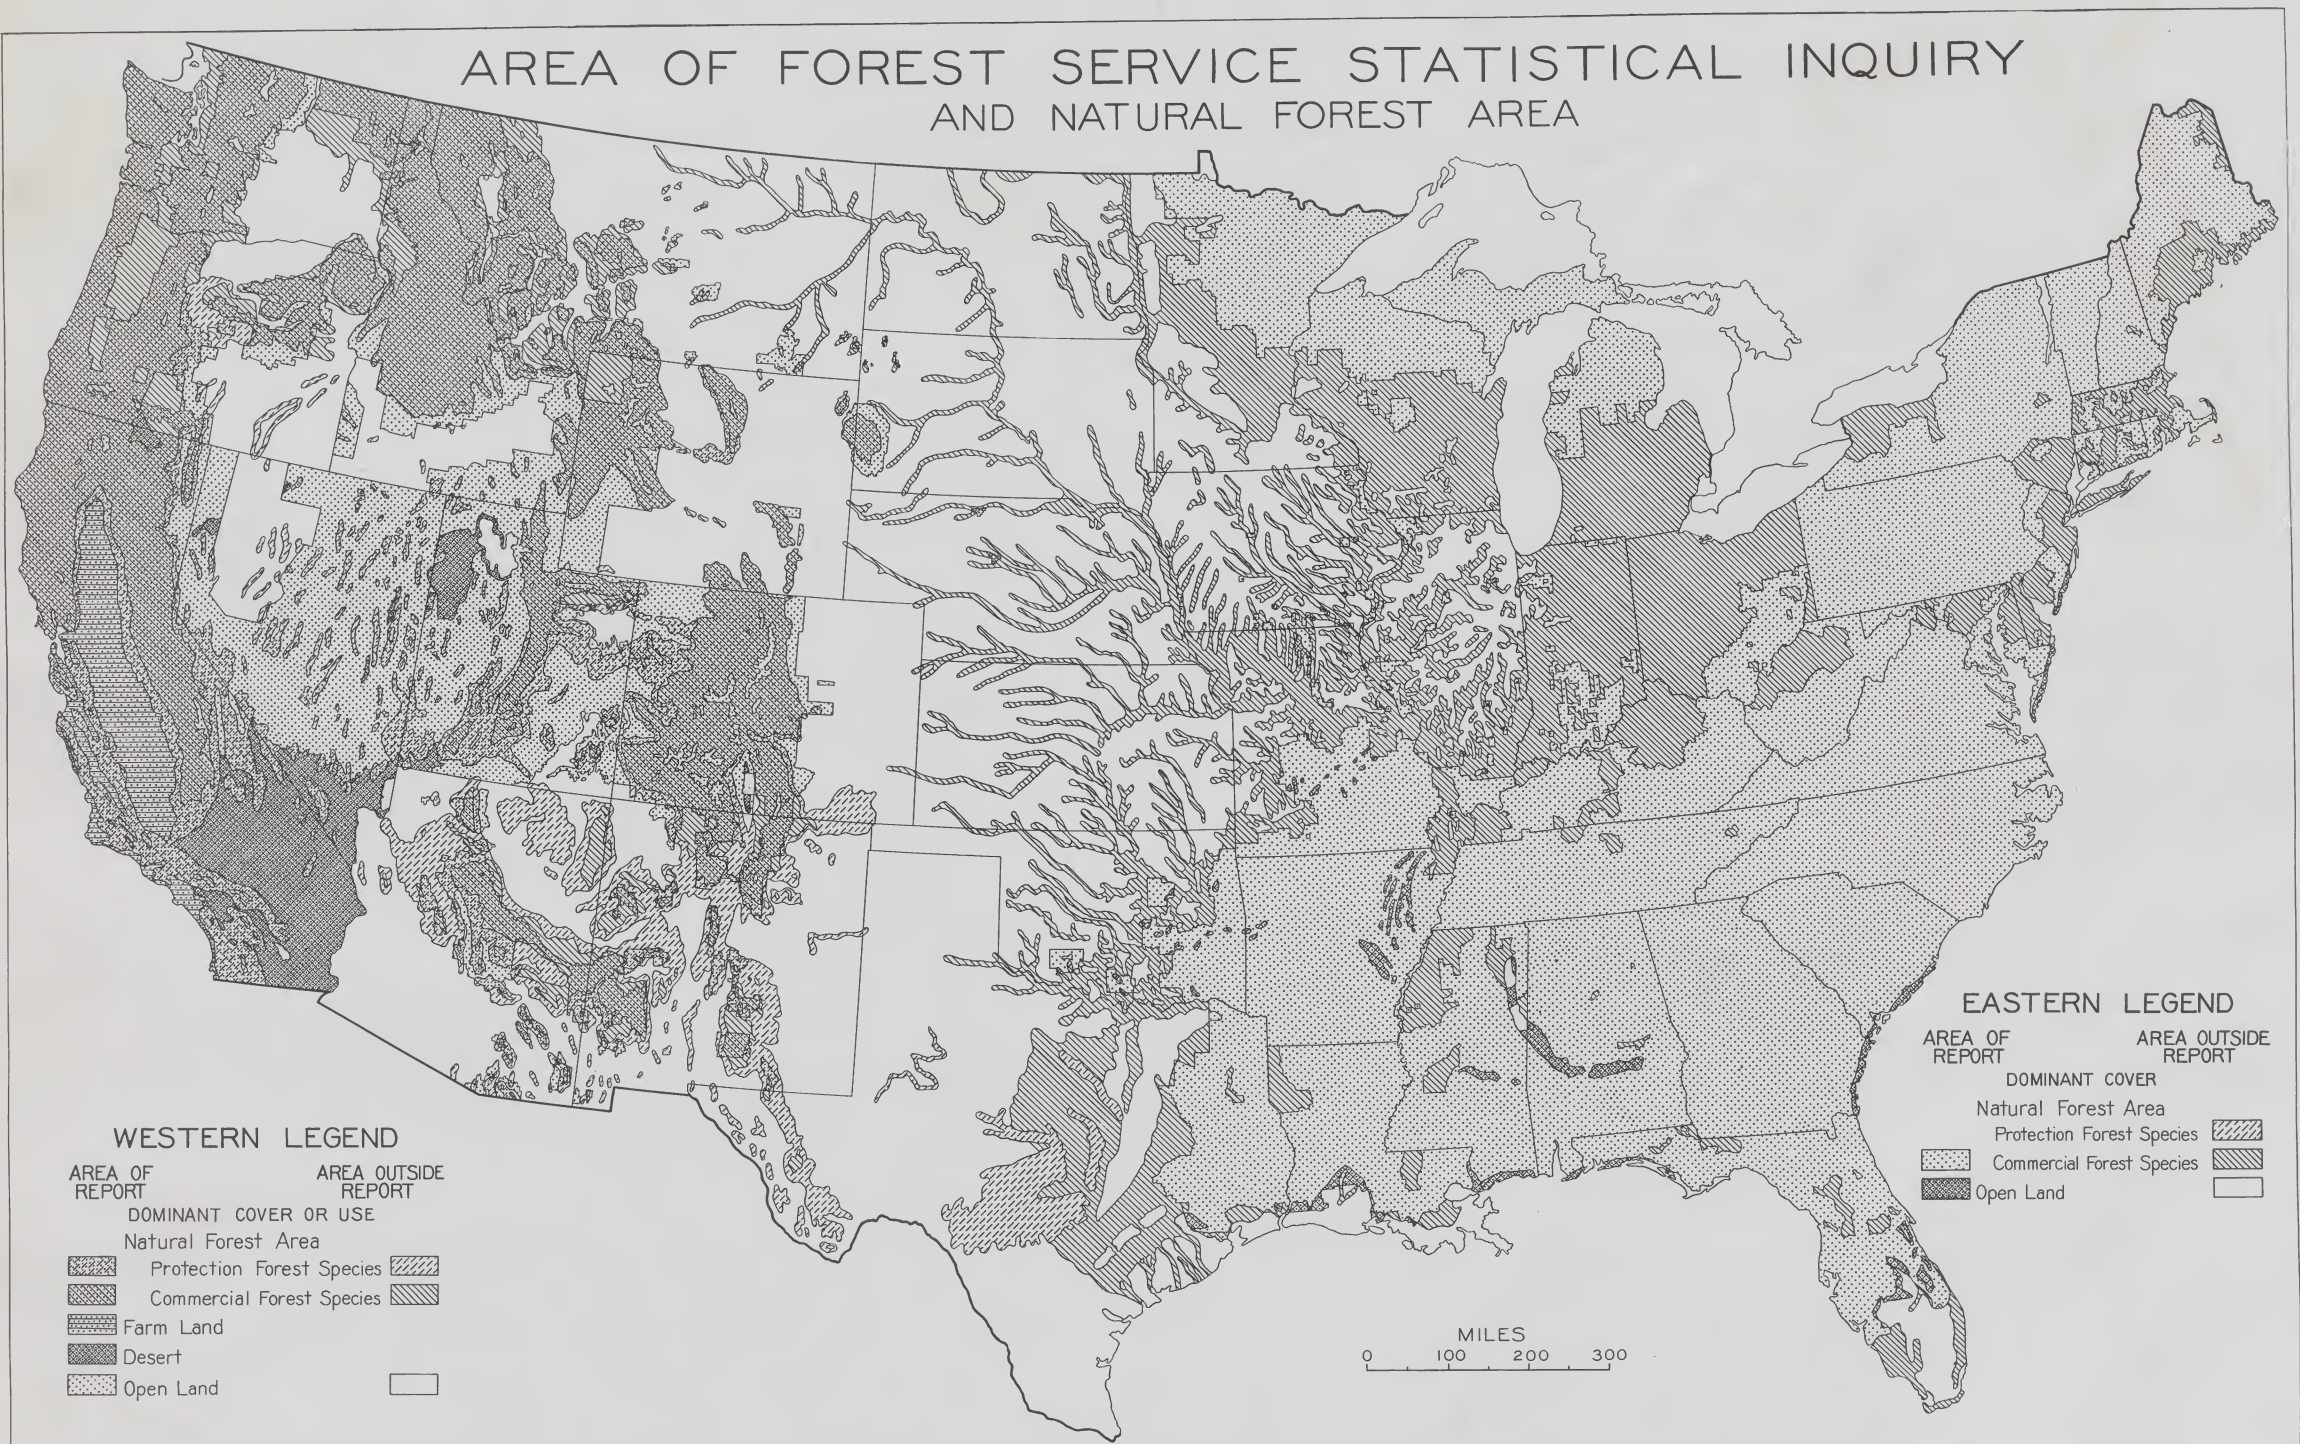 AREA OF FOREST SERVICE STATISTICAL INQUIRY
AND NATURAL FOREST AREA
EASTERN LEGEND
AREA OF REPORT
AREA OUTSIDE REPORT
DOMINANT COVER
Natural Forest Area
Protection Forest Species
Commercial Forest Species
Open Land
WESTERN LEGEND
AREA OF REPORT
AREA OUTSIDE REPORT
DOMINANT COVER OR USE
Natural Forest Area
Protection Forest Species
Commercial Forest Species
Farm Land
Desert
Open Land
MILES
0 100 200 300